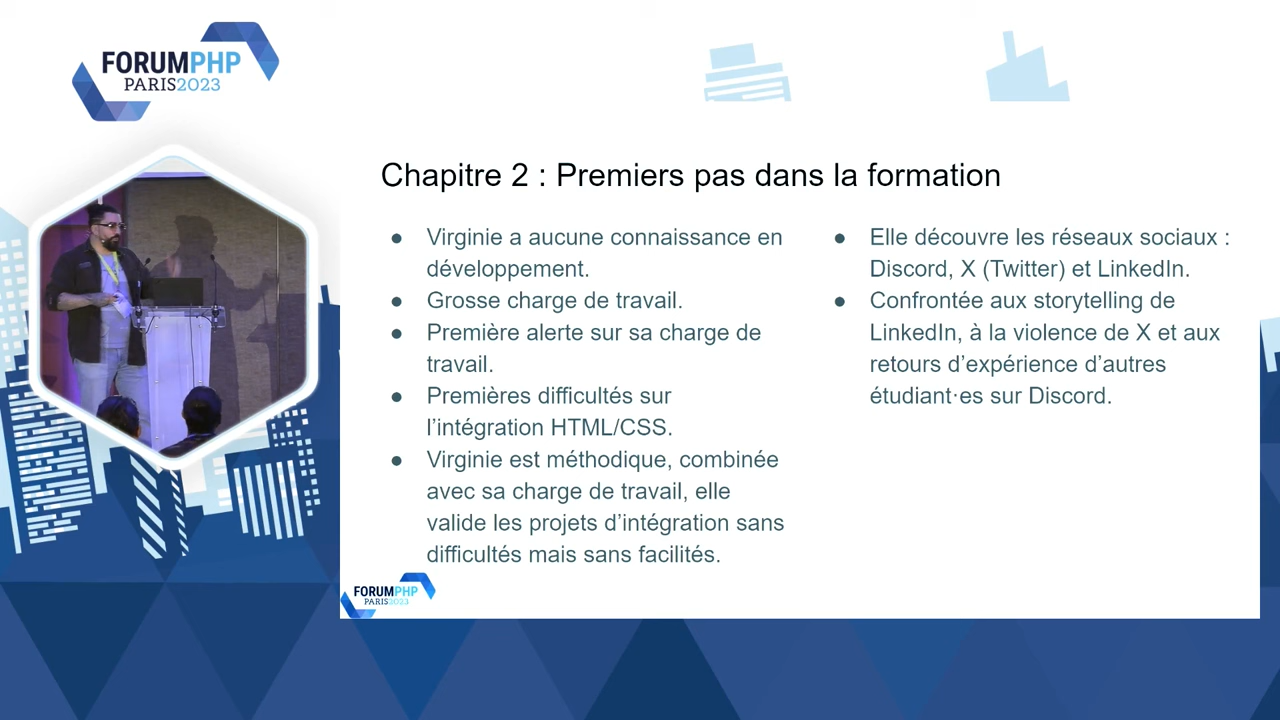 FORUMPHP
PARIS2023
Chapitre 2 : Premiers pas dans la formation
● Virginie a aucune connaissance en
développement.
● Grosse charge de travail.
● Première alerte sur sa charge de
travail.
● Premières difficultés sur
l’intégration HTML/CSS.
● Virginie est méthodique, combinée
avec sa charge de travail, elle
valide les projets d’intégration sans
difficultés mais sans facilités.
● Elle découvre les réseaux sociaux :
Discord, X (Twitter) et LinkedIn.
● Confrontée aux storytelling de
LinkedIn, à la violence de X et aux
retours d’expérience d’autres
étudiant·es sur Discord.
FORUMPHP
PARIS2023